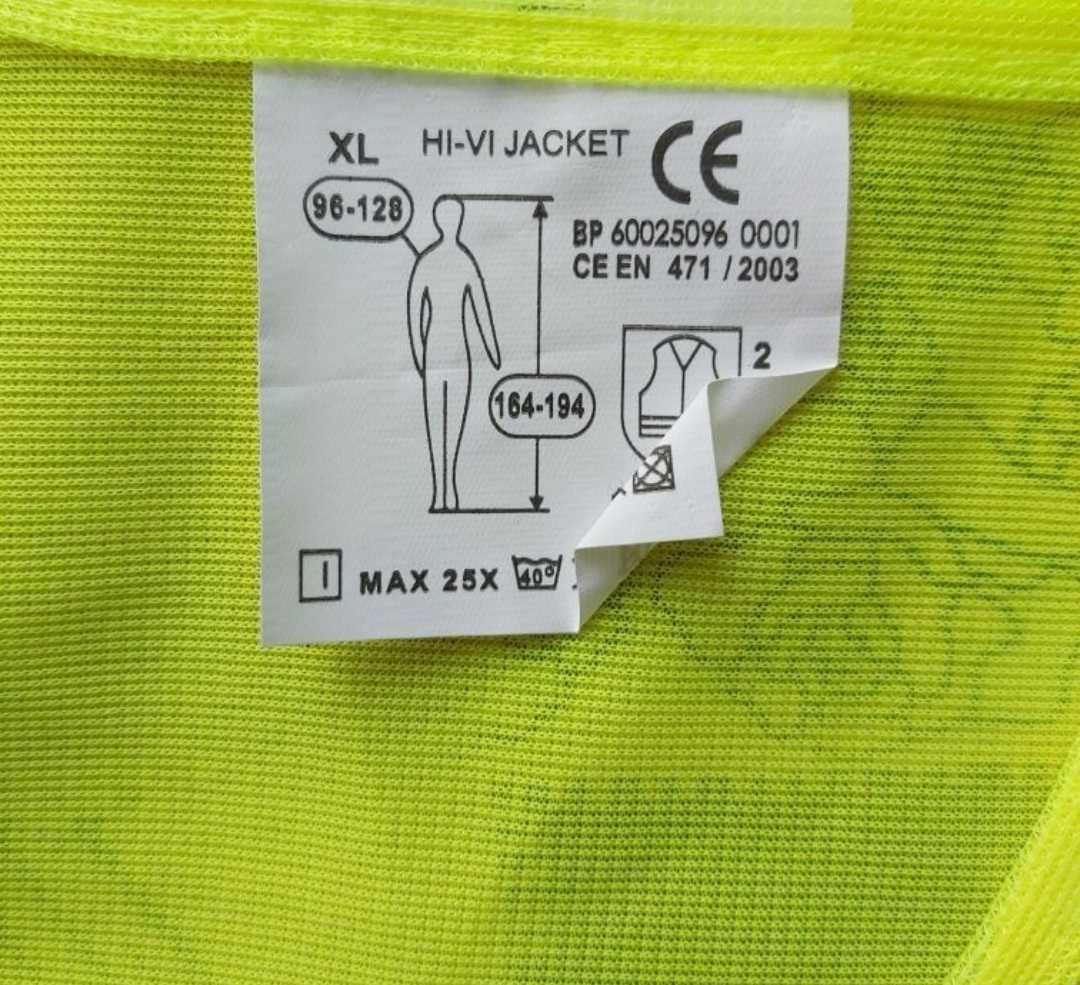 XL HI-VI JACKET CE
96-128
BP 60025096 0001
CE EN 471 / 2003
2
164-194
I MAX 25X 40°